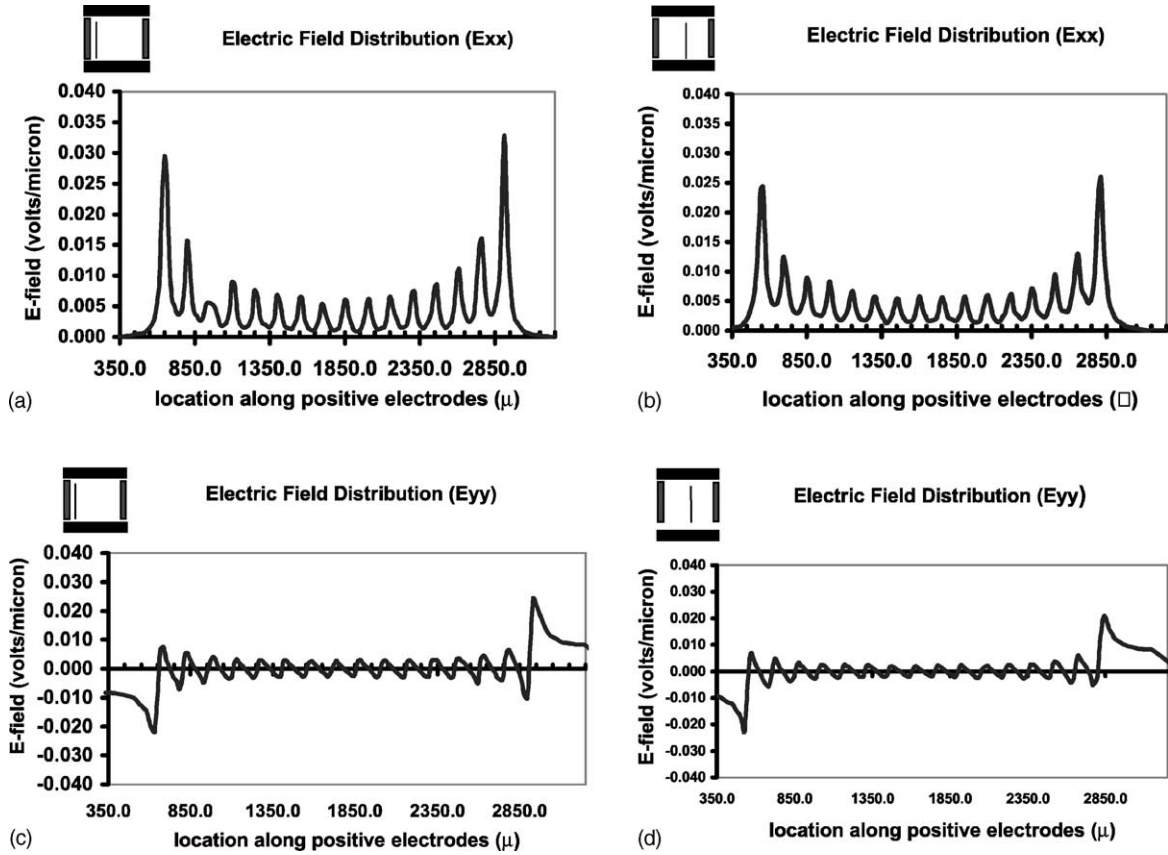 Electric Field Distribution (Exx)
0.040
0.035
0.030
0.025
0.020
0.015
0.010
0.005
0.000
E-field (volts/micron)
350.0 850.0 1350.0 1850.0 2350.0 2850.0
(a) location along positive electrodes (μ)
Electric Field Distribution (Exx)
0.040
0.035
0.030
0.025
0.020
0.015
0.010
0.005
0.000
E-field (volts/micron)
350.0 850.0 1350.0 1850.0 2350.0 2850.0
(b) location along positive electrodes (□)
Electric Field Distribution (Eyy)
0.040
0.030
0.020
0.010
0.000
-0.010
-0.020
-0.030
-0.040
E-field (volts/micron)
350.0 850.0 1350.0 1850.0 2350.0 2850.0
(c) location along positive electrodes (μ)
Electric Field Distribution (Eyy)
0.040
0.030
0.020
0.010
0.000
-0.010
-0.020
-0.030
-0.040
E-field (volts/micron)
350.0 850.0 1350.0 1850.0 2350.0 2850.0
(d) location along positive electrodes (μ)